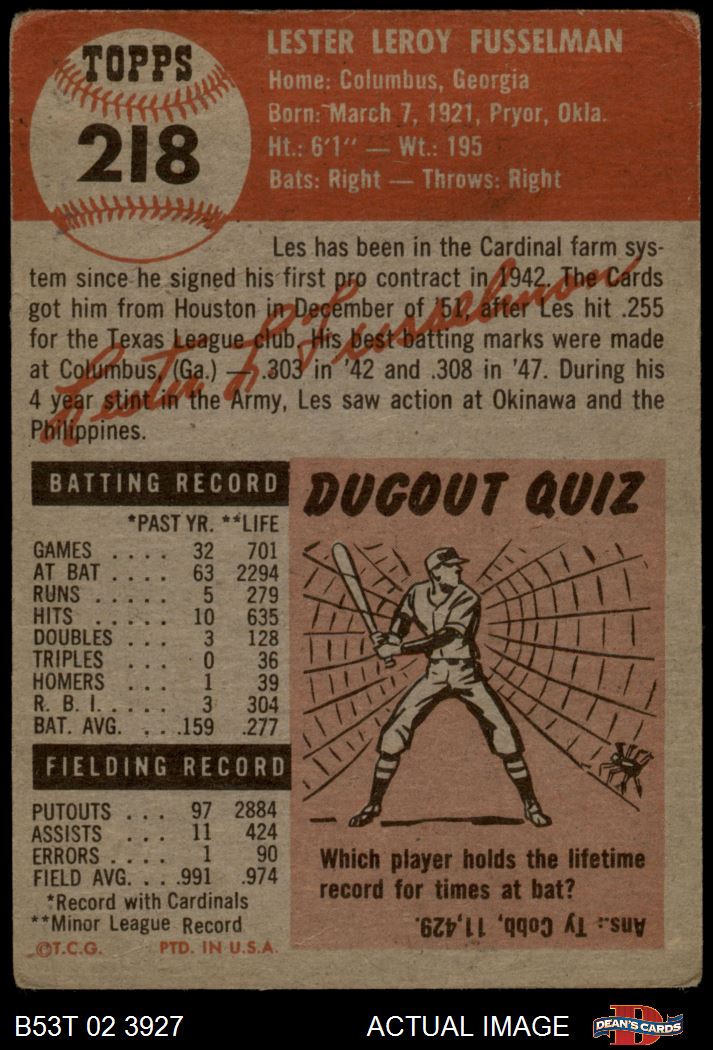 TOPPS
218
LESTER LEROY FUSSELMAN
Home: Columbus, Georgia
Born: March 7, 1921, Pryor, Okla.
Ht.: 6'1" — Wt.: 195
Bats: Right — Throws: Right
Les has been in the Cardinal farm sys-
tem since he signed his first pro contract in 1942. The Cards
got him from Houston in December of '51, after Les hit .255
for the Texas League club. His best batting marks were made
at Columbus, (Ga.) — .303 in '42 and .308 in '47. During his
4 year stint in the Army, Les saw action at Okinawa and the
Philippines.
Lester L Fusselman
BATTING RECORD
*PAST YR. **LIFE
GAMES .... 32 701
AT BAT .... 63 2294
RUNS ..... 5 279
HITS ..... 10 635
DOUBLES ... 3 128
TRIPLES ... 0 36
HOMERS ... 1 39
R. B. I. ..... 3 304
BAT. AVG. ... .159 .277
FIELDING RECORD
PUTOUTS ... 97 2884
ASSISTS ... 11 424
ERRORS .... 1 90
FIELD AVG. ... .991 .974
*Record with Cardinals
**Minor League Record
©T.C.G. PTD. IN U.S.A.
DUGOUT QUIZ
Which player holds the lifetime
record for times at bat?
Ans.: Ty Cobb, 11,429.
B53T 02 3927 ACTUAL IMAGE
D
DEAN'S CARDS